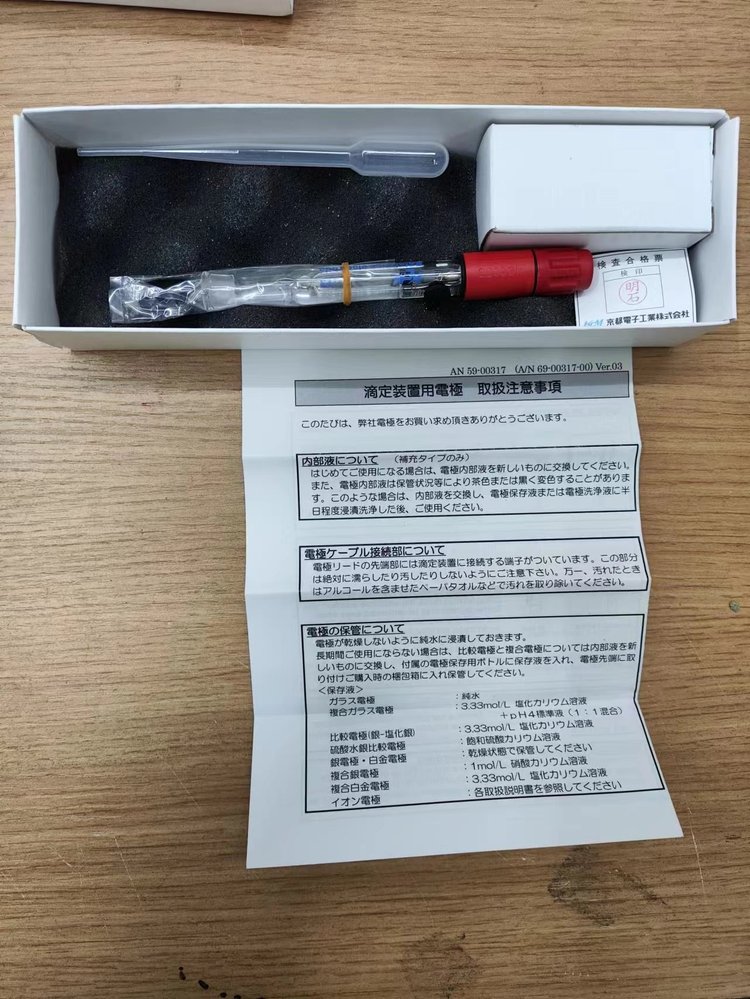 検査合格票
検印
明石
京都電子工業株式会社
AN 59-00317 (A/N 69-00317-00) Ver.03
滴定装置用電極 取扱注意事項
このたびは、弊社電極をお買い求め頂きありがとうございます。
内部液について (補充タイプのみ)
はじめてご使用になる場合は、電極内部液を新しいものに交換してください。
また、電極内部液は保管状況等により茶色または黒く変色することがありま
す。このような場合は、内部液を交換し、電極保存液または電極洗浄液に半
日程度浸漬洗浄した後、ご使用ください。
電極ケーブル接続部について
電極リードの先端部には滴定装置に接続する端子がついています。この部分
は絶対に濡らしたり汚したりしないようにご注意下さい。万一、汚れたとき
はアルコールを含ませたペーパタオルなどで汚れを取り除いてください。
電極の保管について
電極が乾燥しないように純水に浸漬しておきます。
長期間ご使用にならない場合は、比較電極と複合電極については内部液を新
しいものに交換し、付属の電極保存用ボトルに保存液を入れ、電極先端に取
り付けご購入時の梱包箱に入れ保管してください。
<保存液>
ガラス電極 : 純水
複合ガラス電極 : 3.33mol/L 塩化カリウム溶液
+pH4標準液(1:1混合)
比較電極(銀-塩化銀) : 3.33mol/L 塩化カリウム溶液
硫酸水銀比較電極 : 飽和硫酸カリウム溶液
銀電極・白金電極 : 乾燥状態で保管してください
複合銀電極 : 1mol/L 硝酸カリウム溶液
複合白金電極 : 3.33mol/L 塩化カリウム溶液
イオン電極 : 各取扱説明書を参照してください